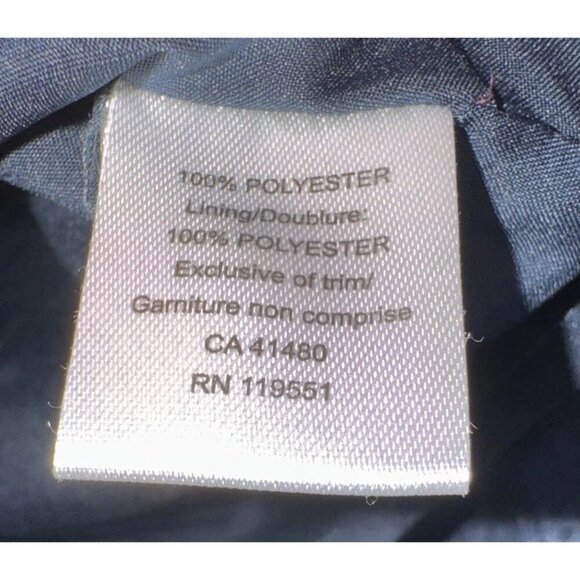 100% POLYESTER
Lining/Doublure:
100% POLYESTER
Exclusive of trim/
Garniture non comprise
CA 41480
RN 119551